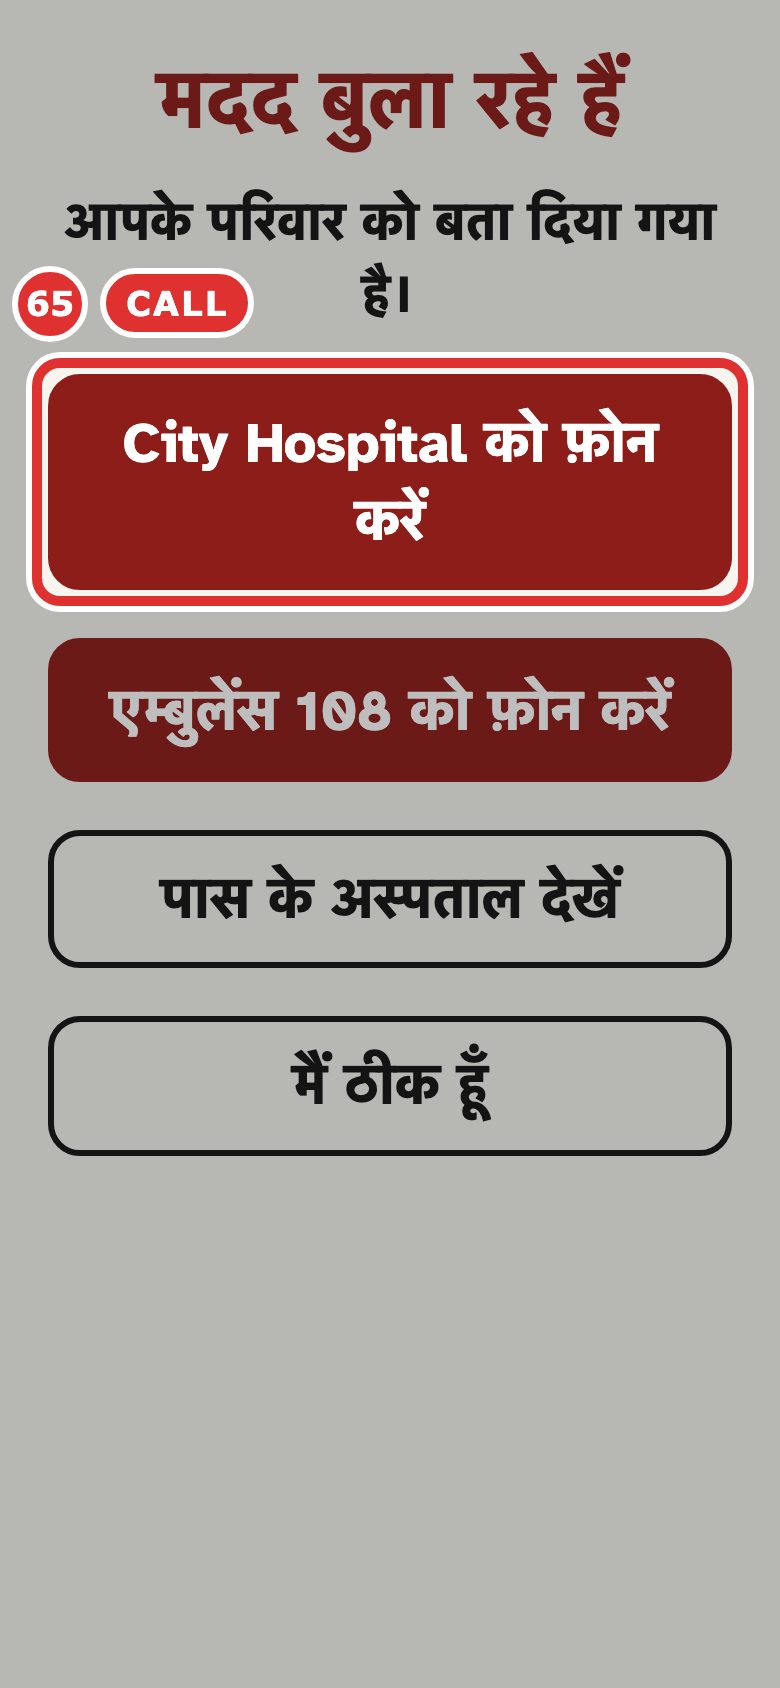 मदद बुला रहे हैं
आपके परिवार को बता दिया गया
है।
65 CALL
City Hospital को फ़ोन
करें
एम्बुलेंस 108 को फ़ोन करें
पास के अस्पताल देखें
मैं ठीक हूँ